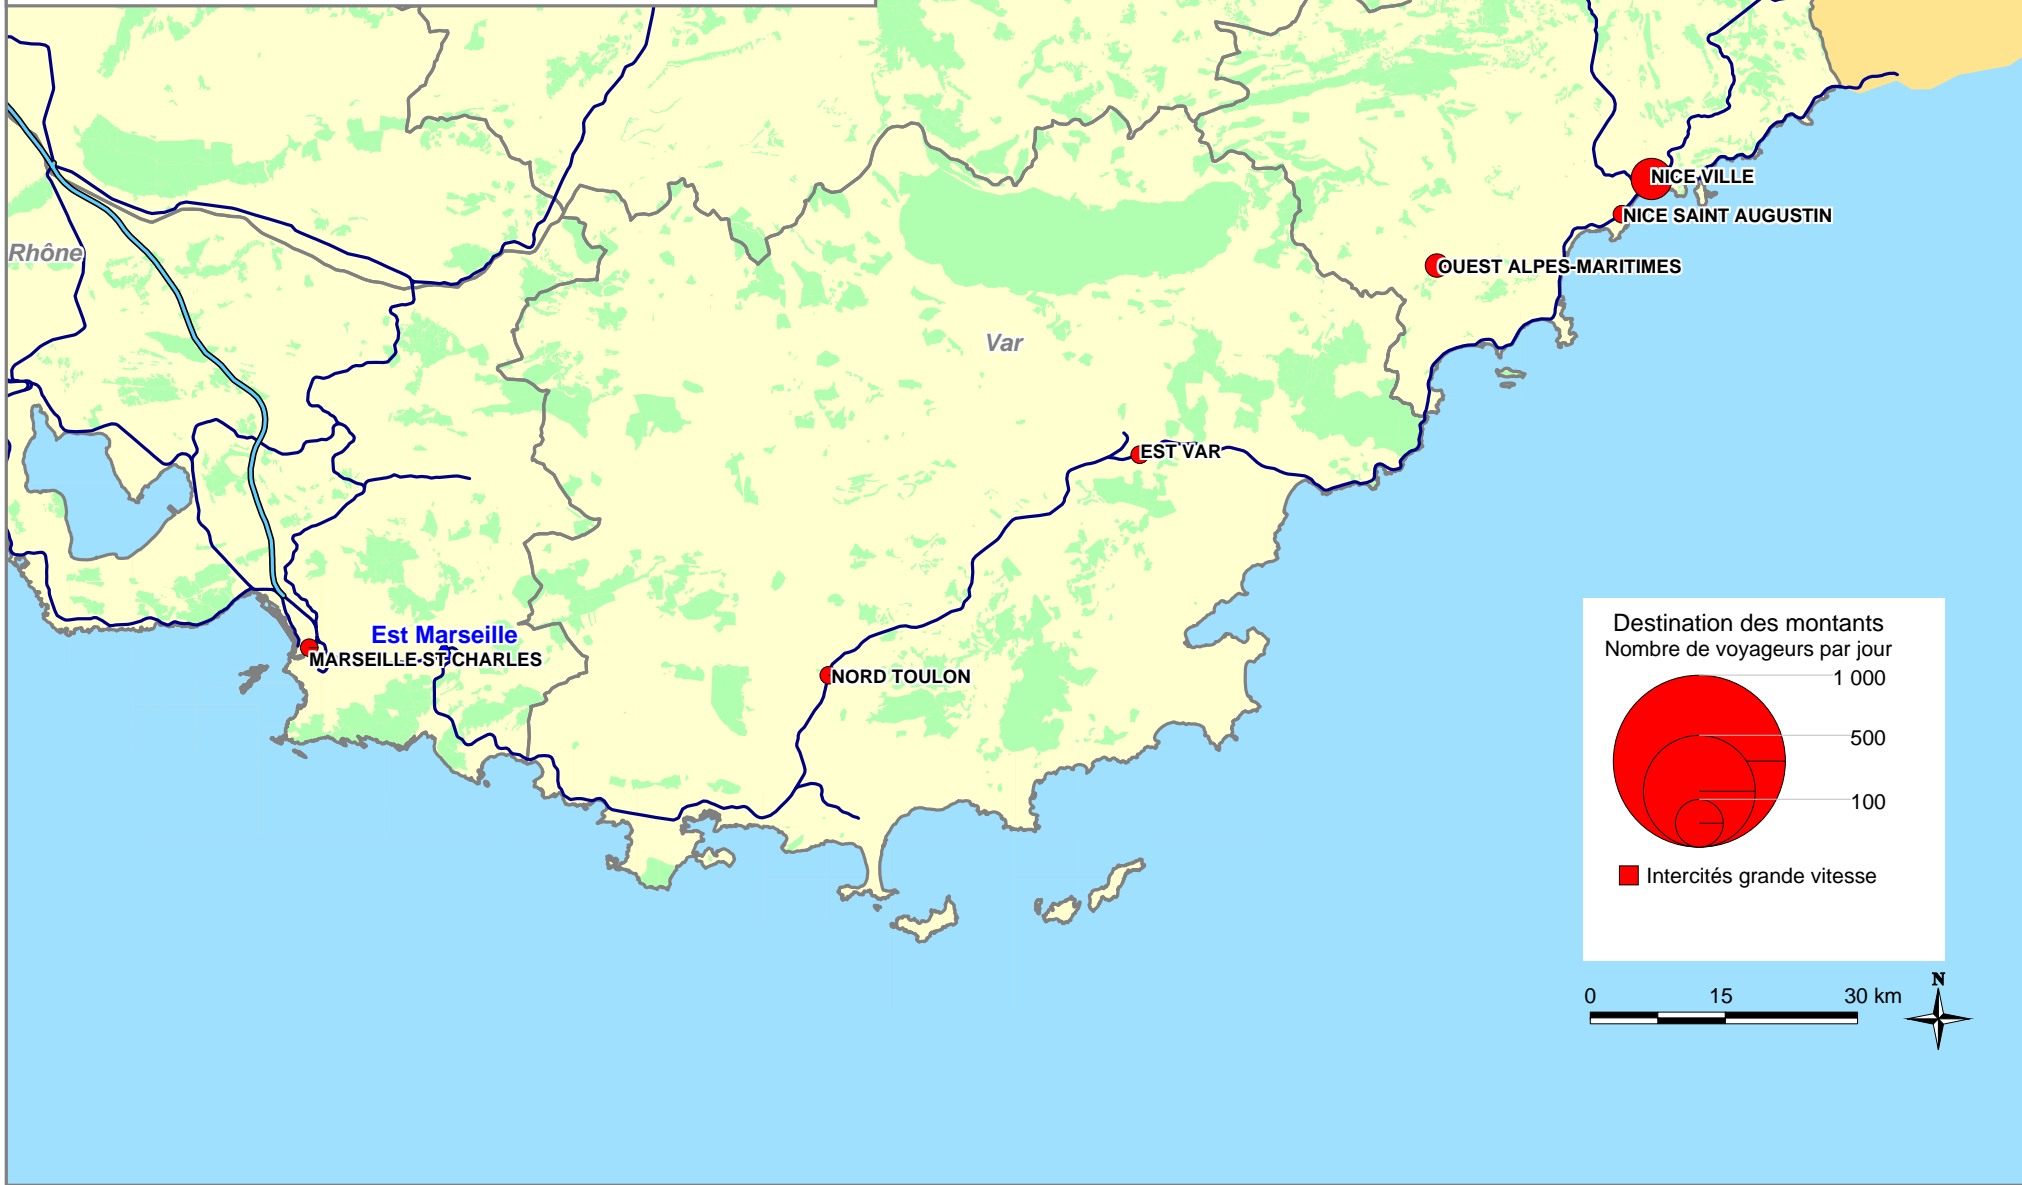 NICE VILLE
NICE SAINT AUGUSTIN
Rhône
OUEST ALPES-MARITIMES
Var
EST VAR
Est Marseille
MARSEILLE ST CHARLES
NORD TOULON
Destination des montants
Nombre de voyageurs par jour
1 000
500
100
Intercités grande vitesse
N
0 15 30 km